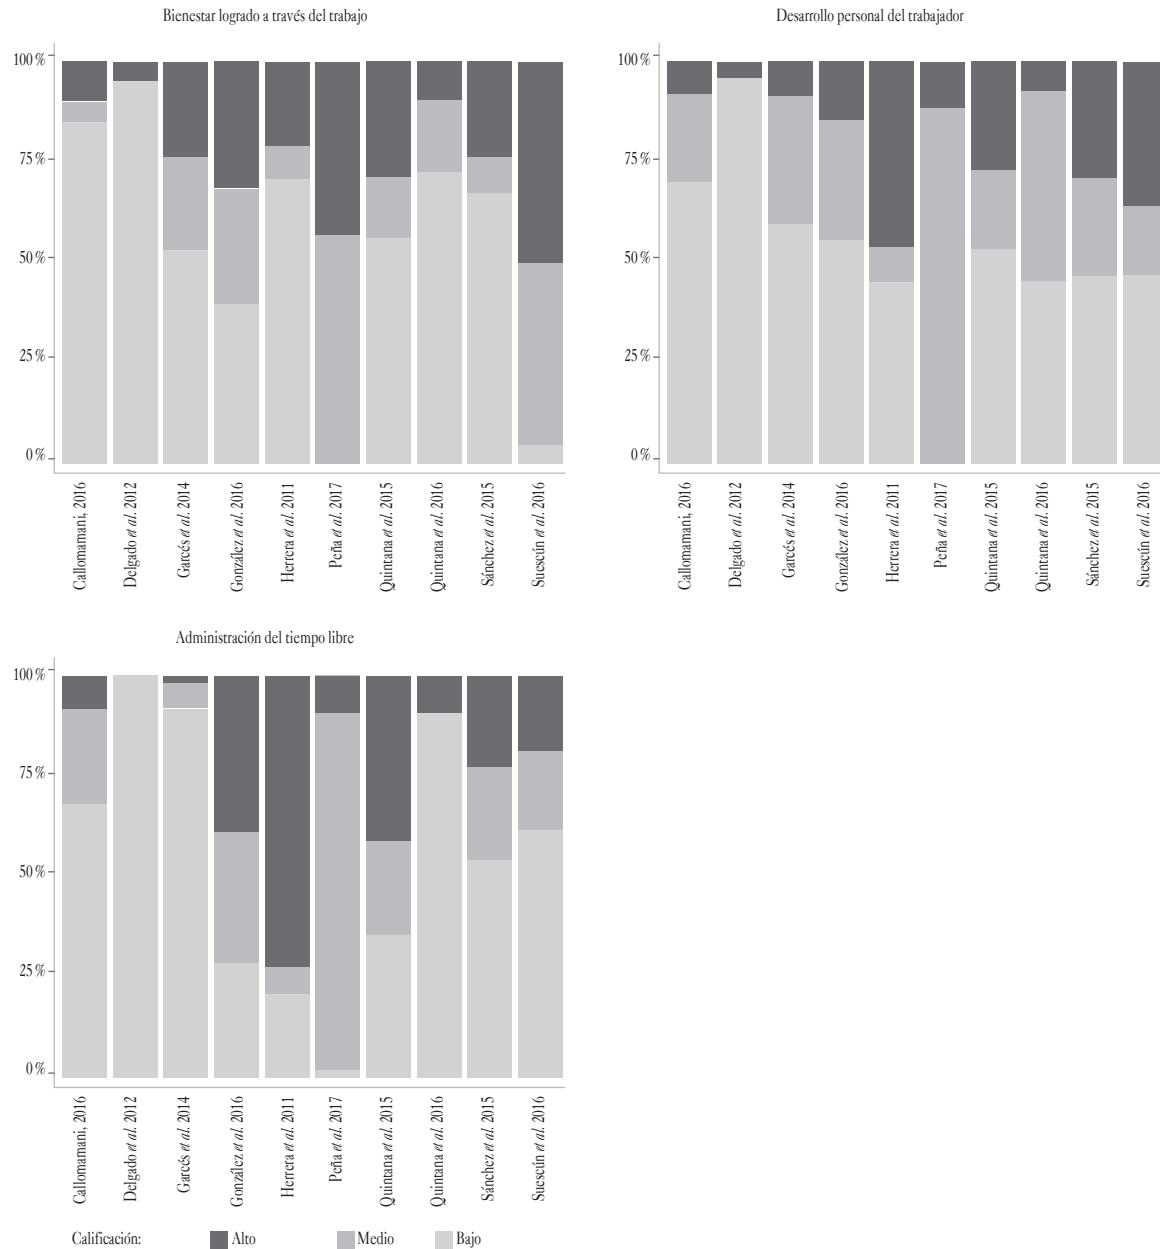 Bienestar logrado a través del trabajo
100 %
75 %
50 %
25 %
0 %
Callomamani, 2016
Delgado et al. 2012
Garcés et al. 2014
González et al. 2016
Herrera et al. 2011
Peña et al. 2017
Quintana et al. 2015
Quintana et al. 2016
Sánchez et al. 2015
Suescún et al. 2016
Desarrollo personal del trabajador
100 %
75 %
50 %
25 %
0 %
Callomamani, 2016
Delgado et al. 2012
Garcés et al. 2014
González et al. 2016
Herrera et al. 2011
Peña et al. 2017
Quintana et al. 2015
Quintana et al. 2016
Sánchez et al. 2015
Suescún et al. 2016
Administración del tiempo libre
100 %
75 %
50 %
25 %
0 %
Callomamani, 2016
Delgado et al. 2012
Garcés et al. 2014
González et al. 2016
Herrera et al. 2011
Peña et al. 2017
Quintana et al. 2015
Quintana et al. 2016
Sánchez et al. 2015
Suescún et al. 2016
Calificación: Alto Medio Bajo